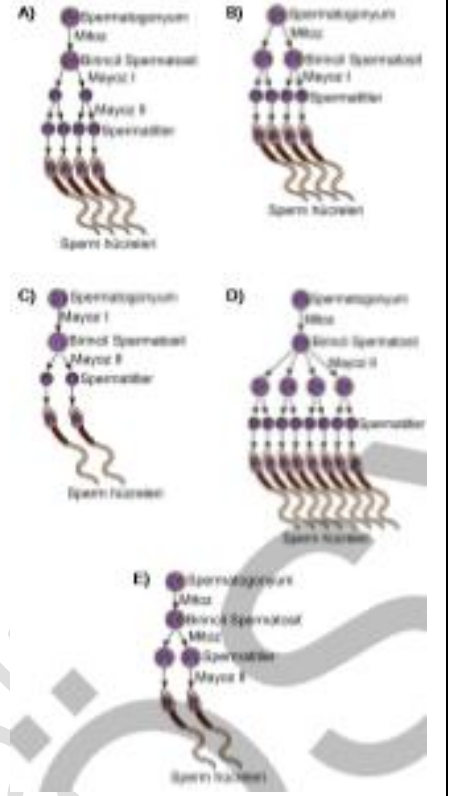 A)
Spermatogonyum
Mitoz
Birincil Spermatosit
Mayoz I
Mayoz II
Spermatitler
Sperm hücreleri
B)
Spermatogonyum
Mitoz
Birincil Spermatosit
Mayoz I
Spermatitler
Sperm hücreleri
C)
Spermatogonyum
Mayoz I
Birincil Spermatosit
Mayoz II
Spermatitler
Sperm hücreleri
D)
Spermatogonyum
Mitoz
Birincil Spermatosit
Mayoz II
Spermatitler
Sperm hücreleri
E)
Spermatogonyum
Mitoz
Birincil Spermatosit
Mitoz
Spermatitler
Mayoz II
Sperm hücreleri